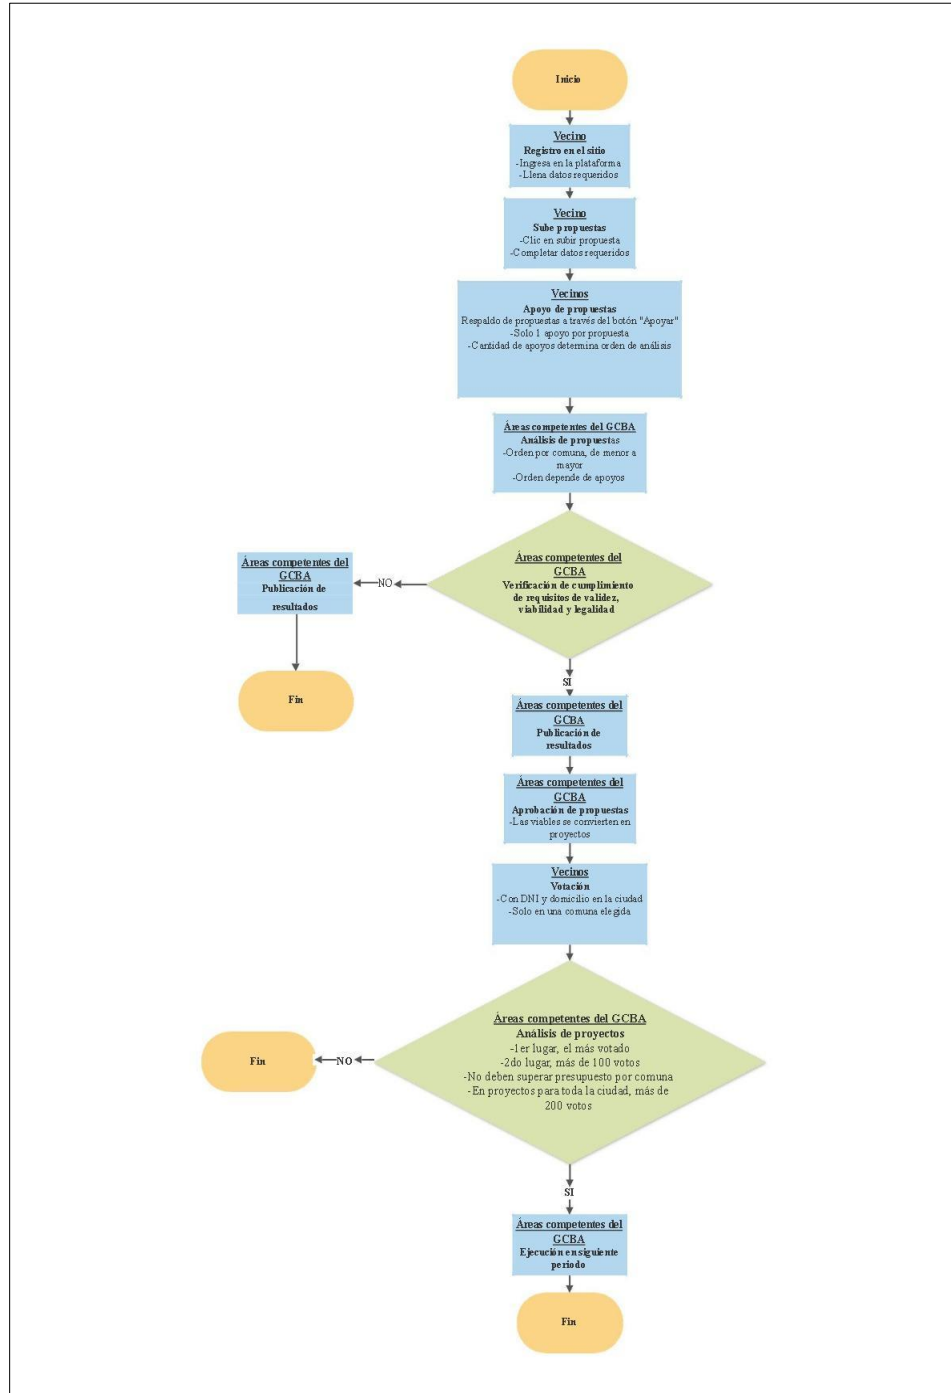 Inicio
Vecino
Registro en el sitio
-Ingresa en la plataforma
-Llena datos requeridos
Vecino
Sube propuestas
-Clic en subir propuesta
-Completar datos requeridos
Vecinos
Apoyo de propuestas
Respaldo de propuestas a través del botón "Apoyar"
-Solo 1 apoyo por propuesta
-Cantidad de apoyos determina orden de análisis
Áreas competentes del GCBA
Análisis de propuestas
-Orden por comuna, de menor a
mayor
-Orden depende de apoyos
Áreas competentes del
GCBA
Verificación de cumplimiento
de requisitos de validez,
viabilidad y legalidad
NO
Áreas competentes del
GCBA
Publicación de
resultados
Fin
SI
Áreas competentes del
GCBA
Publicación de
resultados
Áreas competentes del
GCBA
Aprobación de propuestas
-Las viables se convierten en
proyectos
Vecinos
Votación
-Con DNI y domicilio en la ciudad
-Solo en una comuna elegida
Áreas competentes del GCBA
Análisis de proyectos
-1er lugar, el más votado
-2do lugar, más de 100 votos
-No deben superar presupuesto por comuna
-En proyectos para toda la ciudad, más de
200 votos
NO
Fin
SI
Áreas competentes del
GCBA
Ejecución en siguiente
periodo
Fin